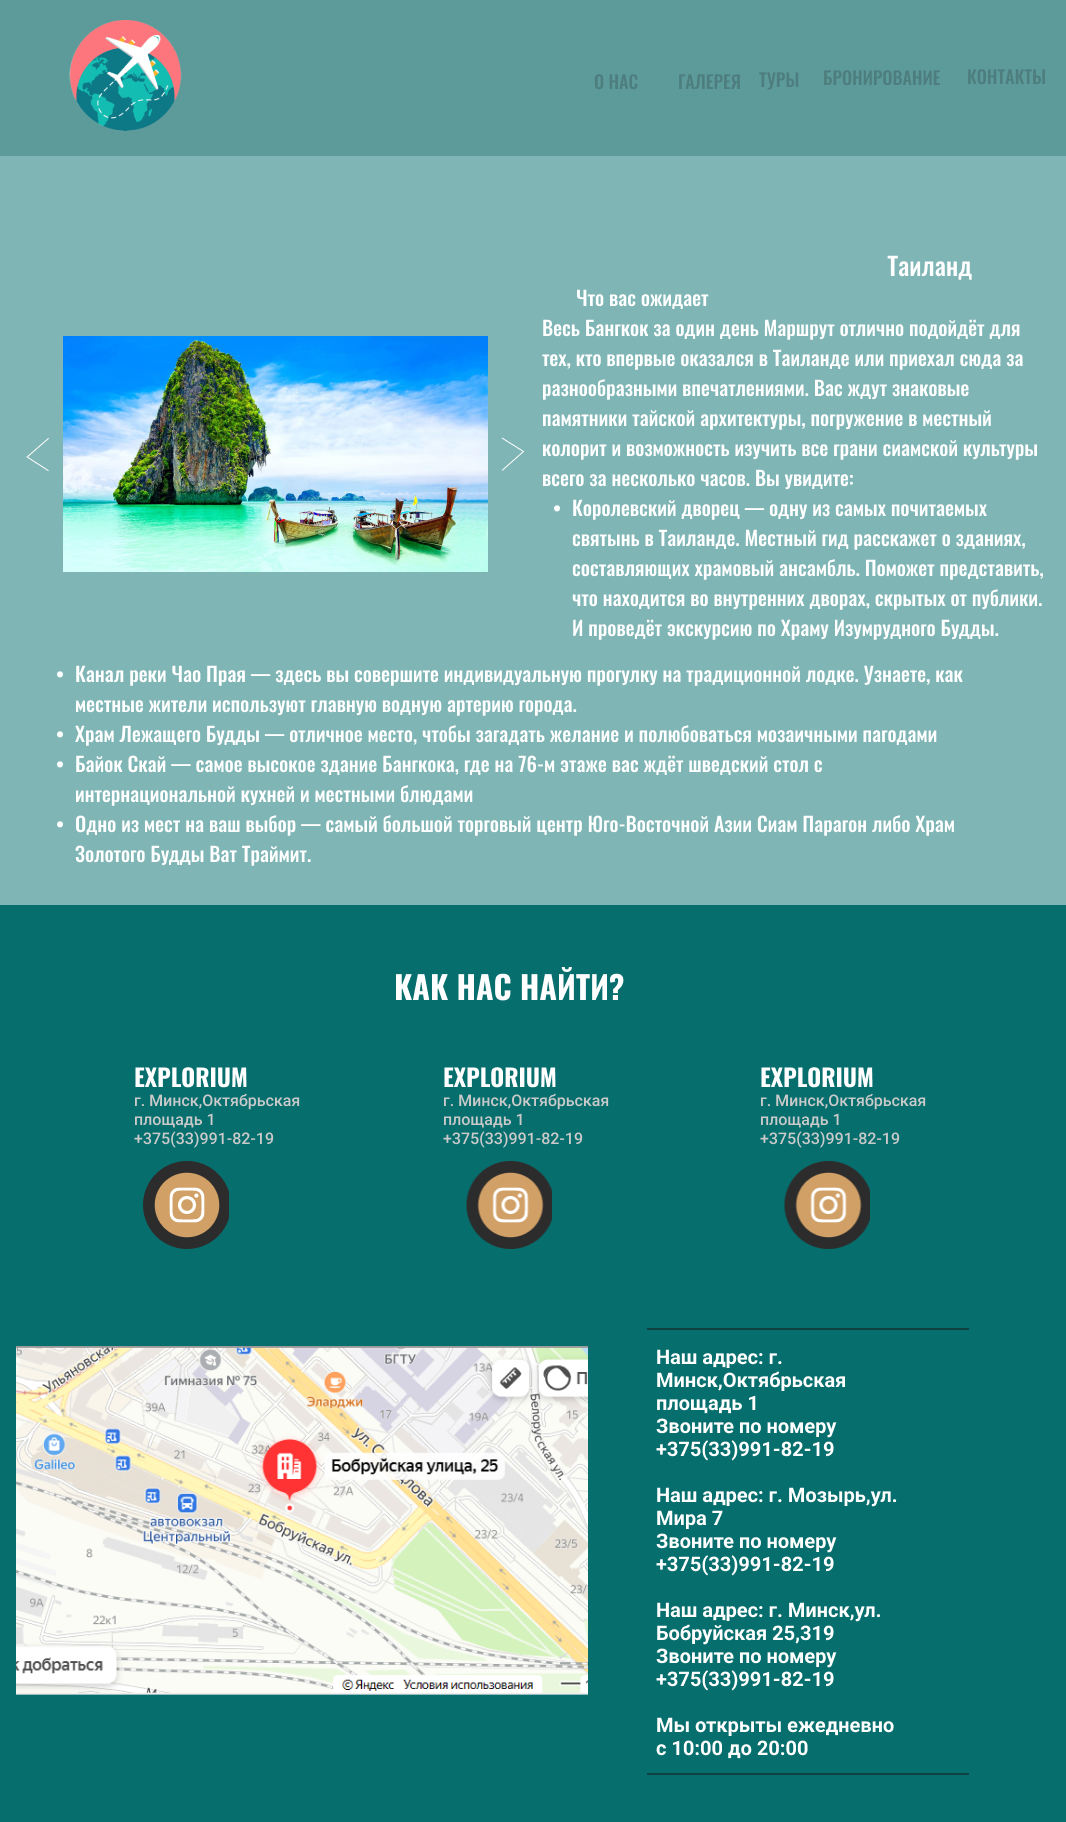 О НАС
ГАЛЕРЕЯ
ТУРЫ
БРОНИРОВАНИЕ
КОНТАКТЫ
Таиланд
Что вас ожидает
Весь Бангкок за один день Маршрут отлично подойдёт для
тех, кто впервые оказался в Таиланде или приехал сюда за
разнообразными впечатлениями. Вас ждут знаковые
памятники тайской архитектуры, погружение в местный
колорит и возможность изучить все грани сиамской культуры
всего за несколько часов. Вы увидите:
• Королевский дворец — одну из самых почитаемых
святынь в Таиланде. Местный гид расскажет о зданиях,
составляющих храмовый ансамбль. Поможет представить,
что находится во внутренних дворах, скрытых от публики.
И проведёт экскурсию по Храму Изумрудного Будды.
• Канал реки Чао Прая — здесь вы совершите индивидуальную прогулку на традиционной лодке. Узнаете, как
местные жители используют главную водную артерию города.
• Храм Лежащего Будды — отличное место, чтобы загадать желание и полюбоваться мозаичными пагодами
• Байок Скай — самое высокое здание Бангкока, где на 76-м этаже вас ждёт шведский стол с
интернациональной кухней и местными блюдами
• Одно из мест на ваш выбор — самый большой торговый центр Юго-Восточной Азии Сиам Парагон либо Храм
Золотого Будды Ват Траймит.
КАК НАС НАЙТИ?
EXPLORIUM
г. Минск,Октябрьская
площадь 1
+375(33)991-82-19
EXPLORIUM
г. Минск,Октябрьская
площадь 1
+375(33)991-82-19
EXPLORIUM
г. Минск,Октябрьская
площадь 1
+375(33)991-82-19
Ульяновска
Гимназия № 75
БГТУ
13А
П
Эларджи
39А
17
19А
Белорусская ул.
15
34
Galileo
21
32А
ул. С
длова
Бобруйская улица, 25
23
27А
23/4
автовокзал
Центральный
Бобруйская ул.
23/2
23/5
8
12/2
23/
9А
22к1
5
к добраться
© Яндекс Условия использования
Наш адрес: г.
Минск,Октябрьская
площадь 1
Звоните по номеру
+375(33)991-82-19
Наш адрес: г. Мозырь,ул.
Мира 7
Звоните по номеру
+375(33)991-82-19
Наш адрес: г. Минск,ул.
Бобруйская 25,319
Звоните по номеру
+375(33)991-82-19
Мы открыты ежедневно
с 10:00 до 20:00